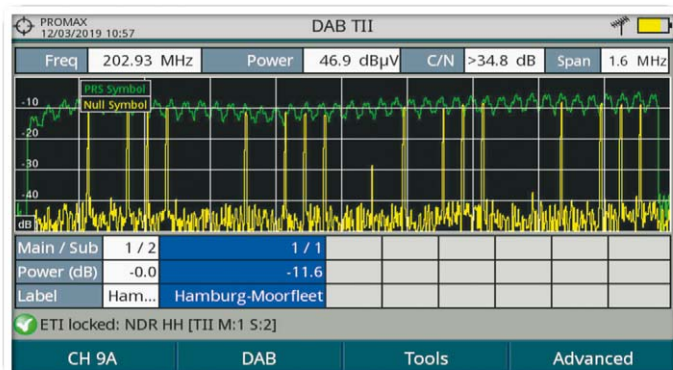 PROMAX
12/03/2019 10:57
DAB TII
Freq 202.93 MHz Power 46.9 dBµV C/N >34.8 dB Span 1.6 MHz
PRS Symbol
Null Symbol
-10
-20
-30
-40
dB
Main / Sub 1 / 2 1 / 1
Power (dB) -0.0 -11.6
Label Ham... Hamburg-Moorfleet
ETI locked: NDR HH [TII M:1 S:2]
CH 9A DAB Tools Advanced